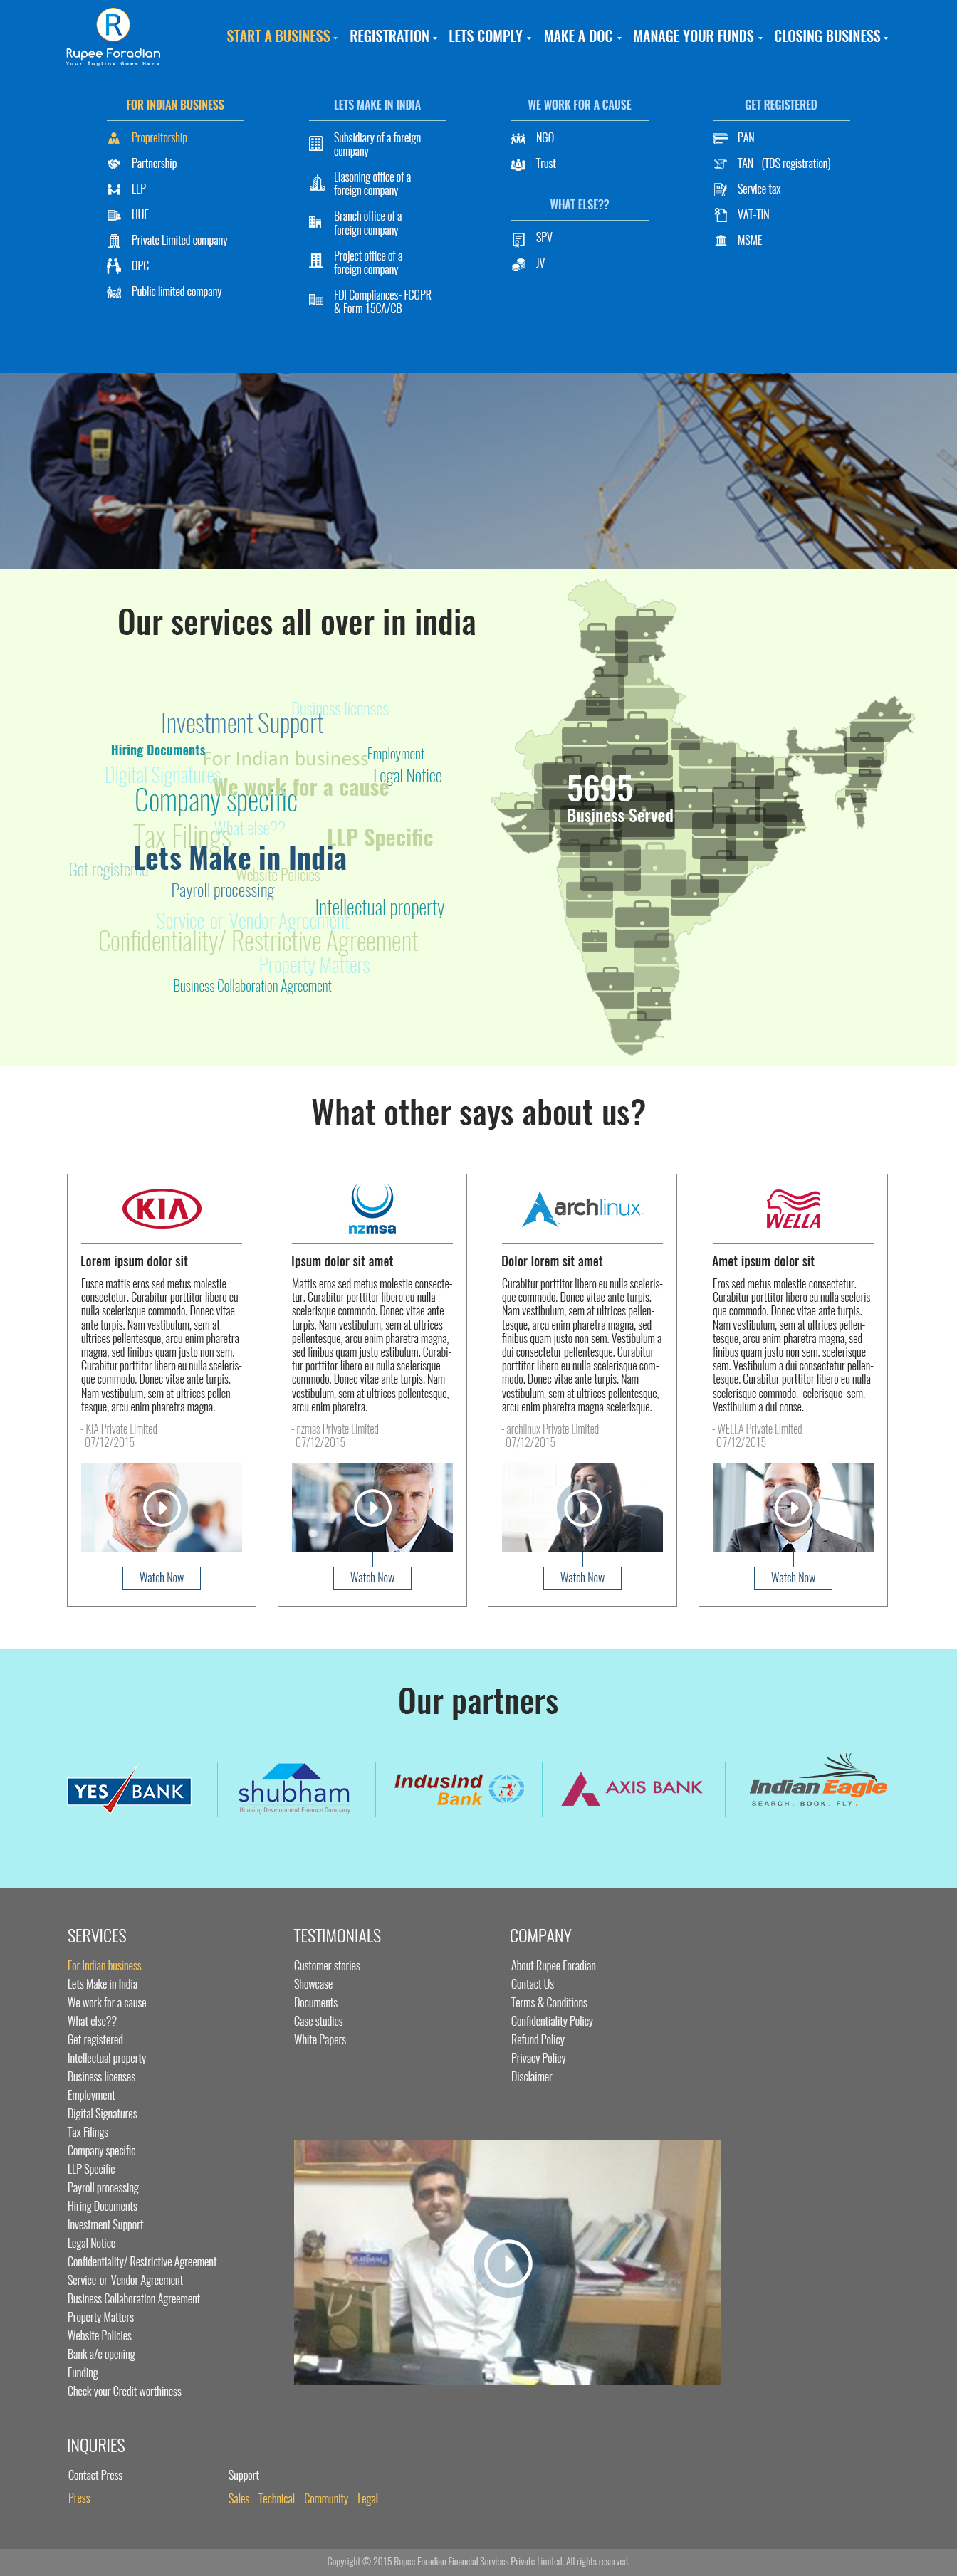 R
Rupee Foradian
Your Tagline Goes Here
START A BUSINESS REGISTRATION LETS COMPLY MAKE A DOC MANAGE YOUR FUNDS CLOSING BUSINESS
FOR INDIAN BUSINESS
Propreitorship
Partnership
LLP
HUF
Private Limited company
OPC
Public limited company
LETS MAKE IN INDIA
Subsidiary of a foreign
company
Liasoning office of a
foreign company
Branch office of a
foreign company
Project office of a
foreign company
FDI Compliances- FCGPR
& Form 15CA/CB
WE WORK FOR A CAUSE
NGO
Trust
WHAT ELSE??
SPV
JV
GET REGISTERED
PAN
TAN - (TDS registration)
Service tax
VAT-TIN
MSME
Our services all over in india
Business licenses
Investment Support
Hiring Documents
For Indian business
Employment
Digital Signatures
Legal Notice
We work for a cause
Company specific
What else??
Tax Filings
LLP Specific
Lets Make in India
Get registered
Website Policies
Payroll processing
Intellectual property
Service-or-Vendor Agreement
Confidentiality/ Restrictive Agreement
Property Matters
Business Collaboration Agreement
5695
Business Served
What other says about us?
KIA
Lorem ipsum dolor sit
Fusce mattis eros sed metus molestie
consectetur. Curabitur porttitor libero eu
nulla scelerisque commodo. Donec vitae
ante turpis. Nam vestibulum, sem at
ultrices pellentesque, arcu enim pharetra
magna, sed finibus quam justo non sem.
Curabitur porttitor libero eu nulla sceleris-
que commodo. Donec vitae ante turpis.
Nam vestibulum, sem at ultrices pellen-
tesque, arcu enim pharetra magna.
- KIA Private Limited
07/12/2015
Watch Now
nzmsa
Ipsum dolor sit amet
Mattis eros sed metus molestie consecte-
tur. Curabitur porttitor libero eu nulla
scelerisque commodo. Donec vitae ante
turpis. Nam vestibulum, sem at ultrices
pellentesque, arcu enim pharetra magna,
sed finibus quam justo estibulum. Curabi-
tur porttitor libero eu nulla scelerisque
commodo. Donec vitae ante turpis. Nam
vestibulum, sem at ultrices pellentesque,
arcu enim pharetra.
- nzmas Private Limited
07/12/2015
Watch Now
archlinux
Dolor lorem sit amet
Curabitur porttitor libero eu nulla sceleris-
que commodo. Donec vitae ante turpis.
Nam vestibulum, sem at ultrices pellen-
tesque, arcu enim pharetra magna, sed
finibus quam justo non sem. Vestibulum a
dui consectetur pellentesque. Curabitur
porttitor libero eu nulla scelerisque com-
modo. Donec vitae ante turpis. Nam
vestibulum, sem at ultrices pellentesque,
arcu enim pharetra magna scelerisque.
- archlinux Private Limited
07/12/2015
Watch Now
WELLA
Amet ipsum dolor sit
Eros sed metus molestie consectetur.
Curabitur porttitor libero eu nulla sceleris-
que commodo. Donec vitae ante turpis.
Nam vestibulum, sem at ultrices pellen-
tesque, arcu enim pharetra magna, sed
finibus quam justo non sem. scelerisque
sem. Vestibulum a dui consectetur pellen-
tesque. Curabitur porttitor libero eu nulla
scelerisque commodo. celerisque sem.
Vestibulum a dui conse.
- WELLA Private Limited
07/12/2015
Watch Now
Our partners
YES BANK
shubham
Housing Development Finance Company
IndusInd
Bank
AXIS BANK
Indian Eagle
SEARCH. BOOK. FLY.
SERVICES
For Indian business
Lets Make in India
We work for a cause
What else??
Get registered
Intellectual property
Business licenses
Employment
Digital Signatures
Tax Filings
Company specific
LLP Specific
Payroll processing
Hiring Documents
Investment Support
Legal Notice
Confidentiality/ Restrictive Agreement
Service-or-Vendor Agreement
Business Collaboration Agreement
Property Matters
Website Policies
Bank a/c opening
Funding
Check your Credit worthiness
TESTIMONIALS
Customer stories
Showcase
Documents
Case studies
White Papers
COMPANY
About Rupee Foradian
Contact Us
Terms & Conditions
Confidentiality Policy
Refund Policy
Privacy Policy
Disclaimer
INQURIES
Contact Press
Press
Support
Sales Technical Community Legal
Copyright © 2015 Rupee Foradian Financial Services Private Limited. All rights reserved.